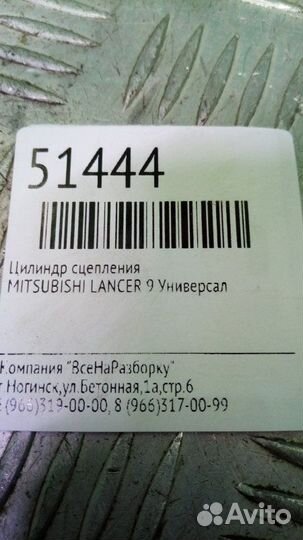 51444
Цилиндр сцепления
MITSUBISHI LANCER 9 Универсал
Компания "ВсеНаРазборку"
Ногинск,ул.Бетонная,1а,стр.6
(966)319-00-00, 8 (966)317-00-99
Avito